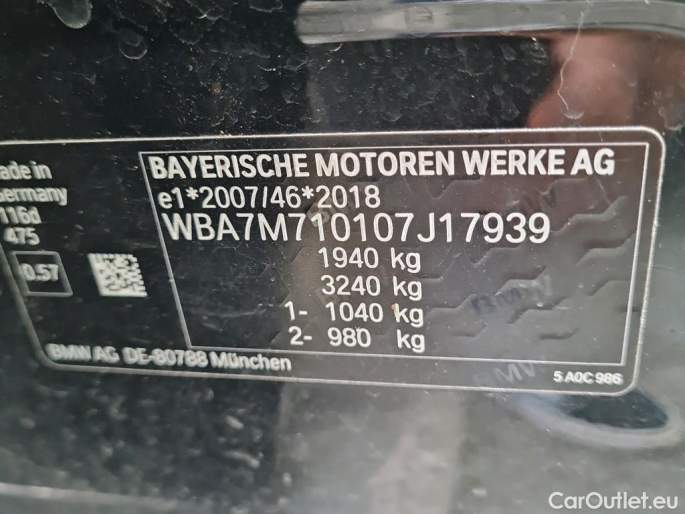 ade in
ermany
116d
475
0.57
BAYERISCHE MOTOREN WERKE AG
e1*2007/46*2018
WBA7M710107J17939
1940 kg
3240 kg
1- 1040 kg
2- 980 kg
BMW AG DE-80788 München
5 A0C 986
CarOutlet.eu